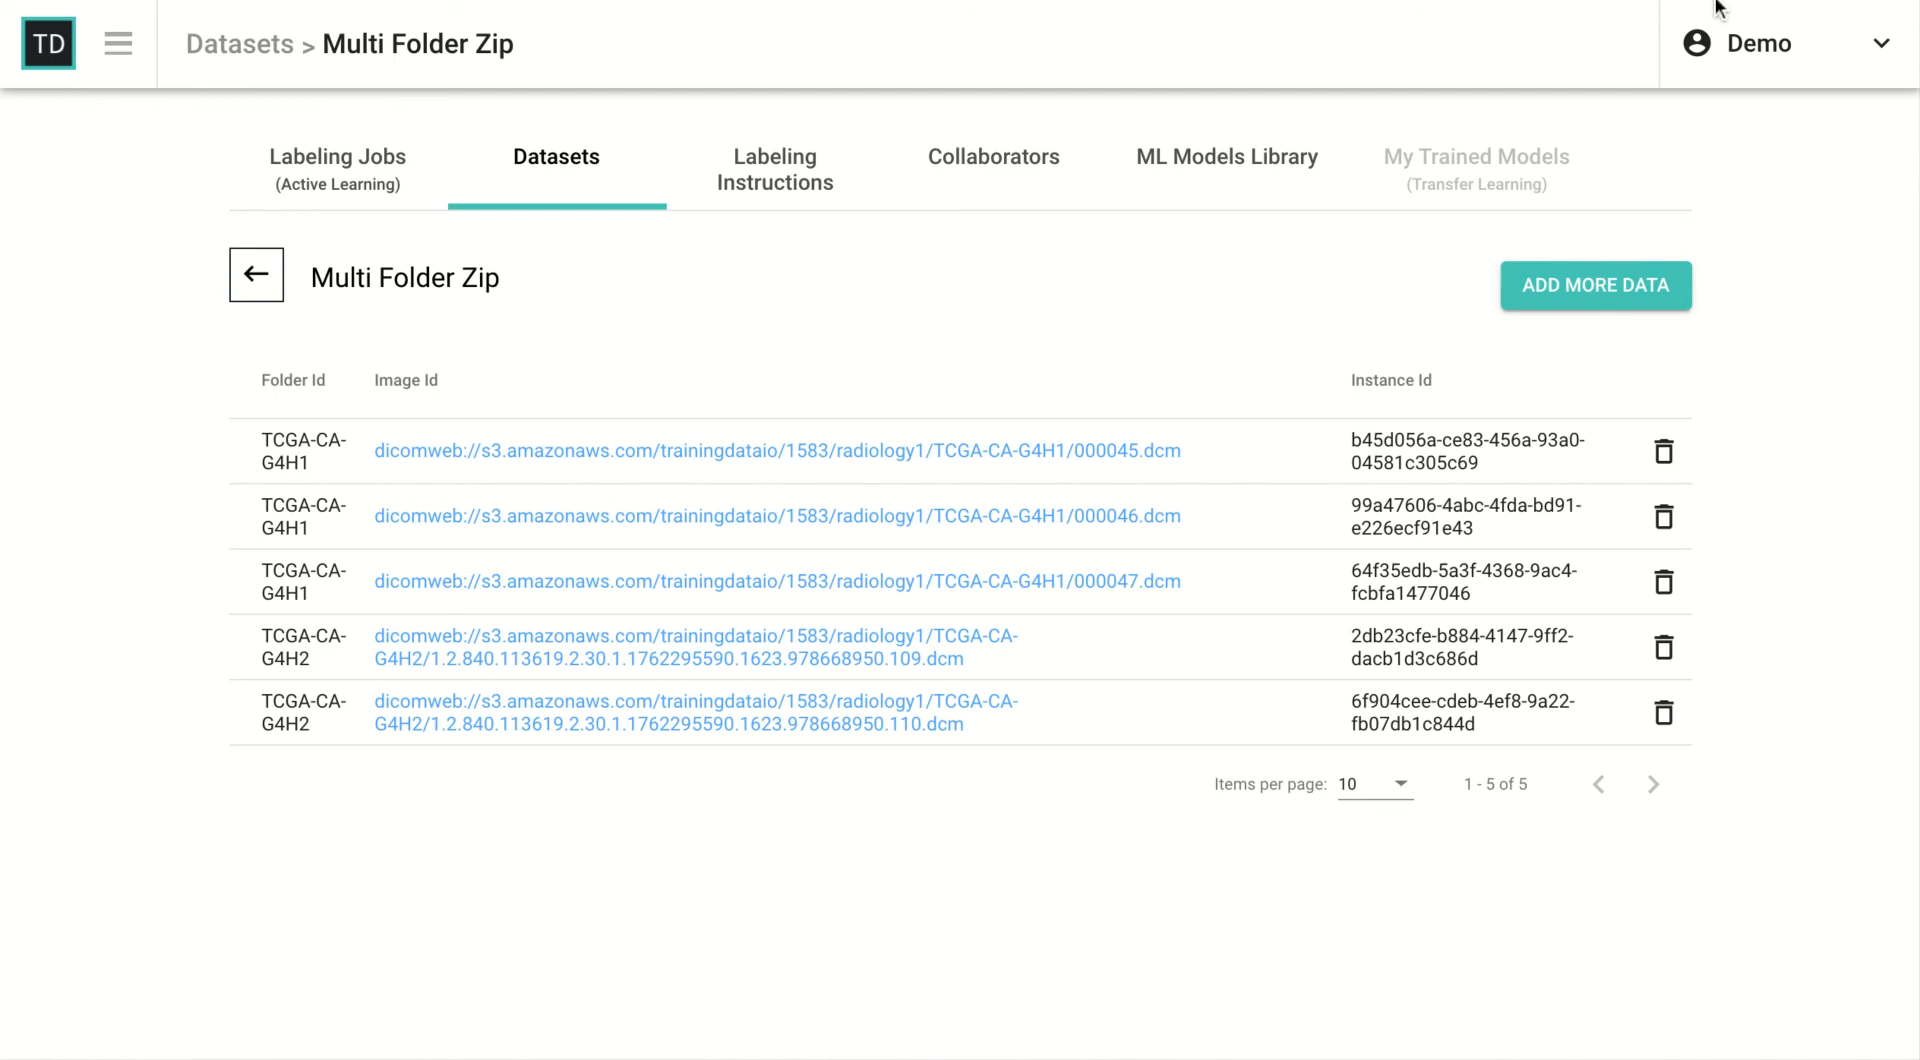 TD
Datasets > Multi Folder Zip
Demo
Labeling Jobs
(Active Learning)
Datasets
Labeling
Instructions
Collaborators
ML Models Library
My Trained Models
(Transfer Learning)
Multi Folder Zip
ADD MORE DATA
Folder Id
Image Id
Instance Id
TCGA-CA-
G4H1
dicomweb://s3.amazonaws.com/trainingdataio/1583/radiology1/TCGA-CA-G4H1/000045.dcm
b45d056a-ce83-456a-93a0-
04581c305c69
TCGA-CA-
G4H1
dicomweb://s3.amazonaws.com/trainingdataio/1583/radiology1/TCGA-CA-G4H1/000046.dcm
99a47606-4abc-4fda-bd91-
e226ecf91e43
TCGA-CA-
G4H1
dicomweb://s3.amazonaws.com/trainingdataio/1583/radiology1/TCGA-CA-G4H1/000047.dcm
64f35edb-5a3f-4368-9ac4-
fcbfa1477046
TCGA-CA-
G4H2
dicomweb://s3.amazonaws.com/trainingdataio/1583/radiology1/TCGA-CA-
G4H2/1.2.840.113619.2.30.1.1762295590.1623.978668950.109.dcm
2db23cfe-b884-4147-9ff2-
dacb1d3c686d
TCGA-CA-
G4H2
dicomweb://s3.amazonaws.com/trainingdataio/1583/radiology1/TCGA-CA-
G4H2/1.2.840.113619.2.30.1.1762295590.1623.978668950.110.dcm
6f904cee-cdeb-4ef8-9a22-
fb07db1c844d
Items per page: 10
1 - 5 of 5